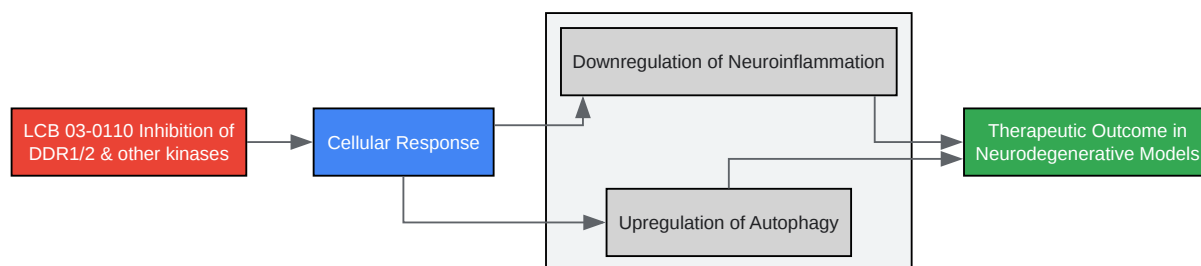 LCB 03-0110 Inhibition of
DDR1/2 & other kinases
Cellular Response
Downregulation of Neuroinflammation
Upregulation of Autophagy
Therapeutic Outcome in
Neurodegenerative Models